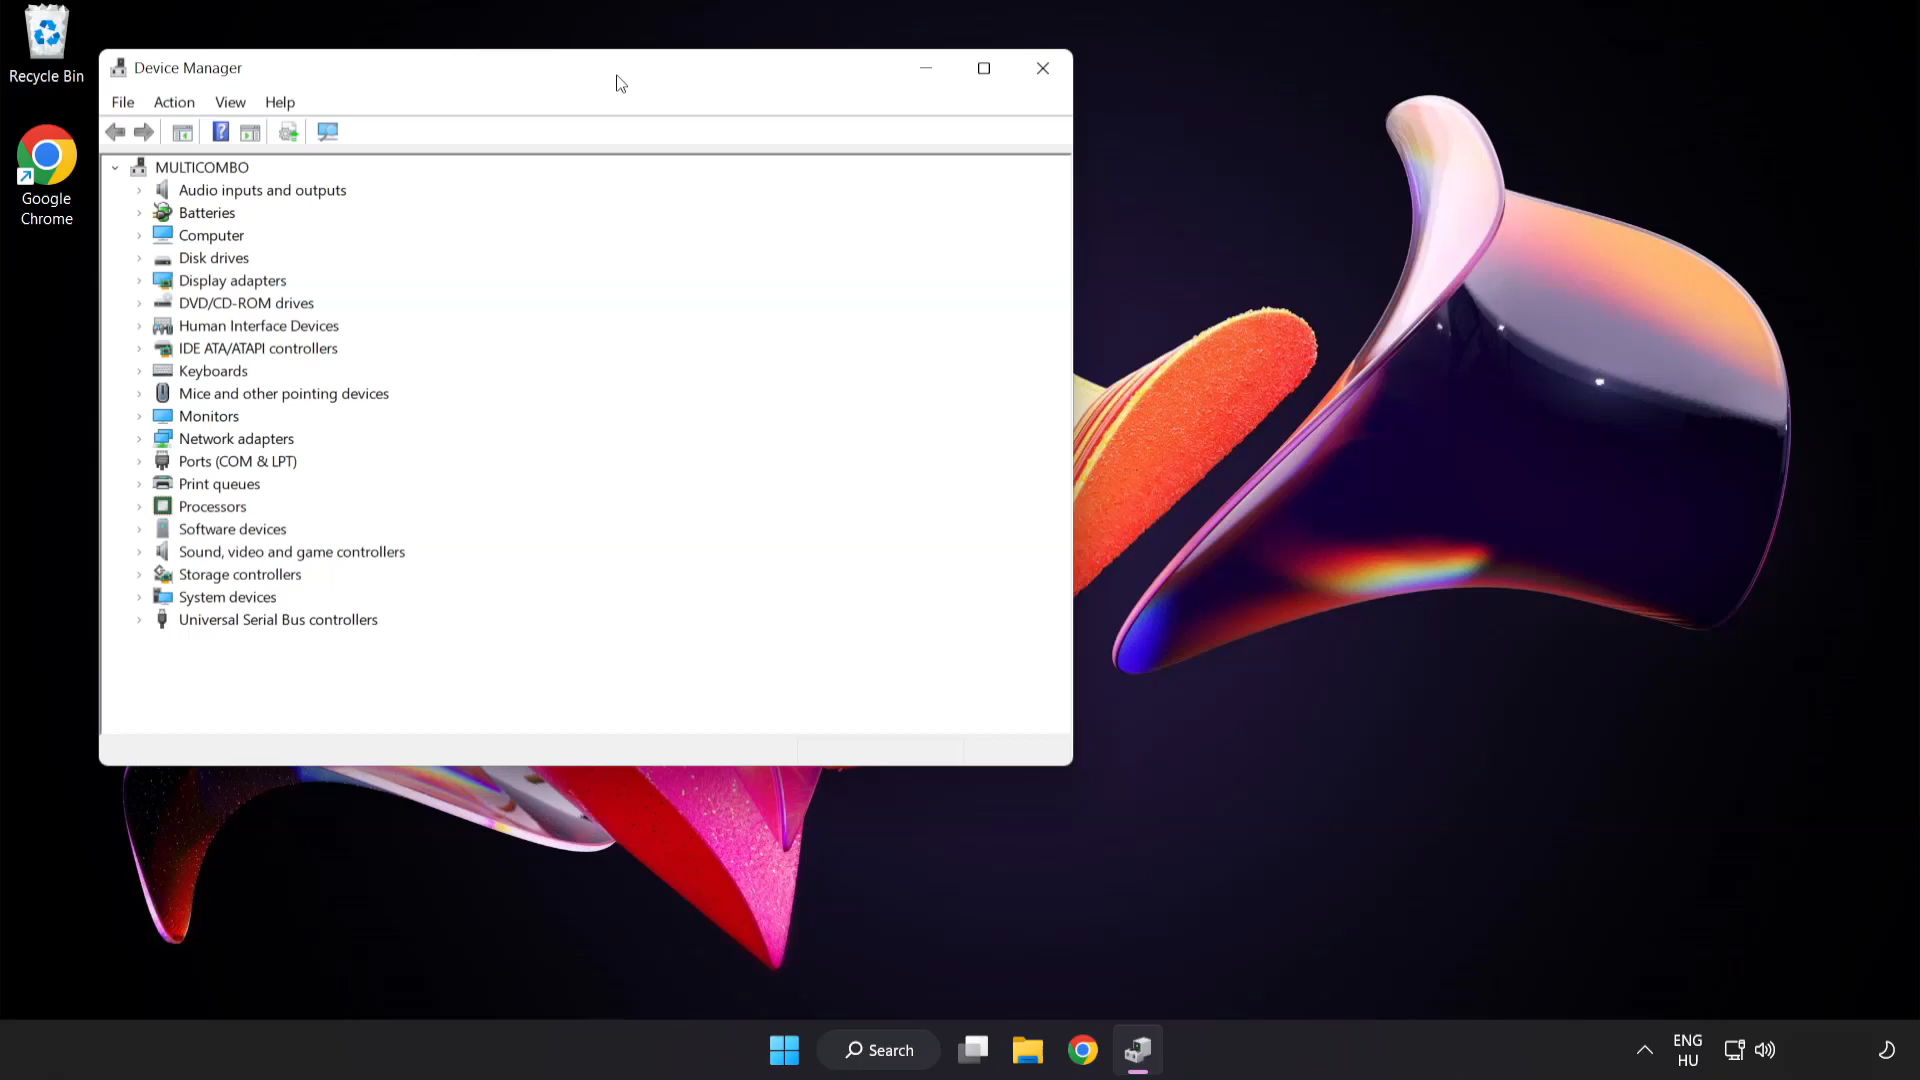 Recycle Bin
Google
Chrome
Device Manager
File Action View Help
MULTICOMBO
Audio inputs and outputs
Batteries
Computer
Disk drives
Display adapters
DVD/CD-ROM drives
Human Interface Devices
IDE ATA/ATAPI controllers
Keyboards
Mice and other pointing devices
Monitors
Network adapters
Ports (COM & LPT)
Print queues
Processors
Software devices
Sound, video and game controllers
Storage controllers
System devices
Universal Serial Bus controllers
Search
ENG
HU